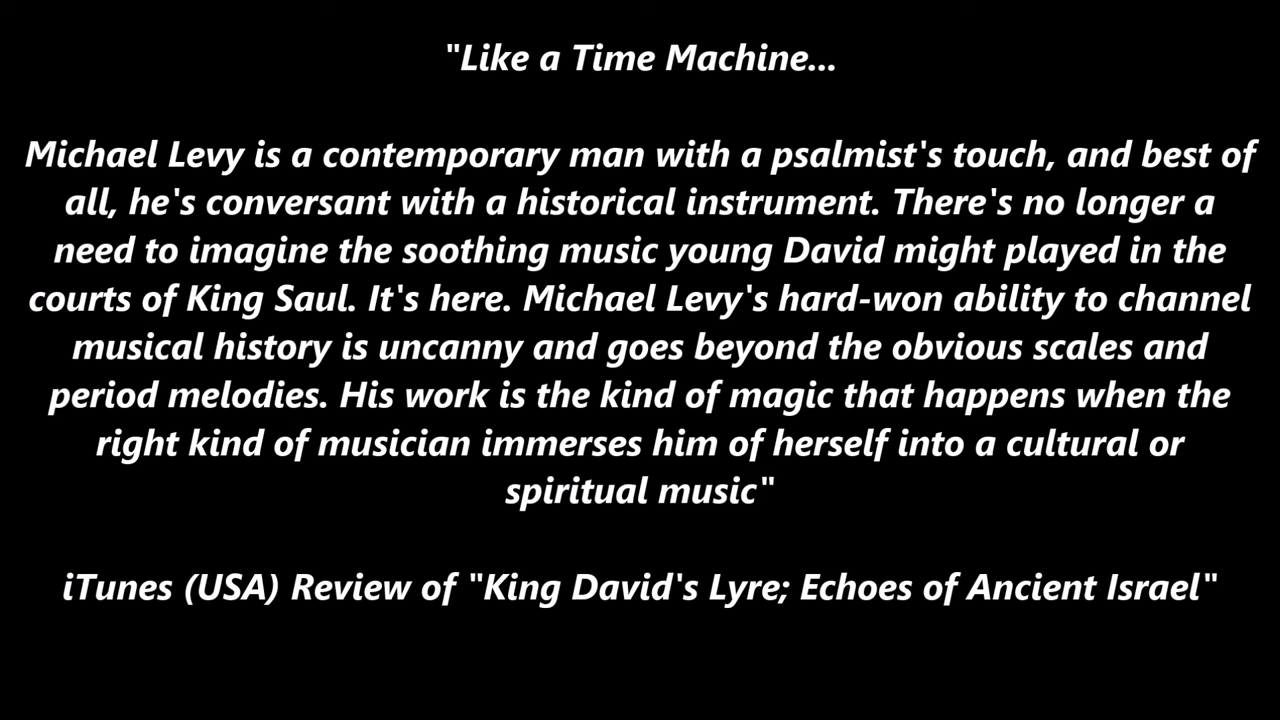 "Like a Time Machine...
Michael Levy is a contemporary man with a psalmist's touch, and best of
all, he's conversant with a historical instrument. There's no longer a
need to imagine the soothing music young David might played in the
courts of King Saul. It's here. Michael Levy's hard-won ability to channel
musical history is uncanny and goes beyond the obvious scales and
period melodies. His work is the kind of magic that happens when the
right kind of musician immerses him of herself into a cultural or
spiritual music"
iTunes (USA) Review of "King David's Lyre; Echoes of Ancient Israel"